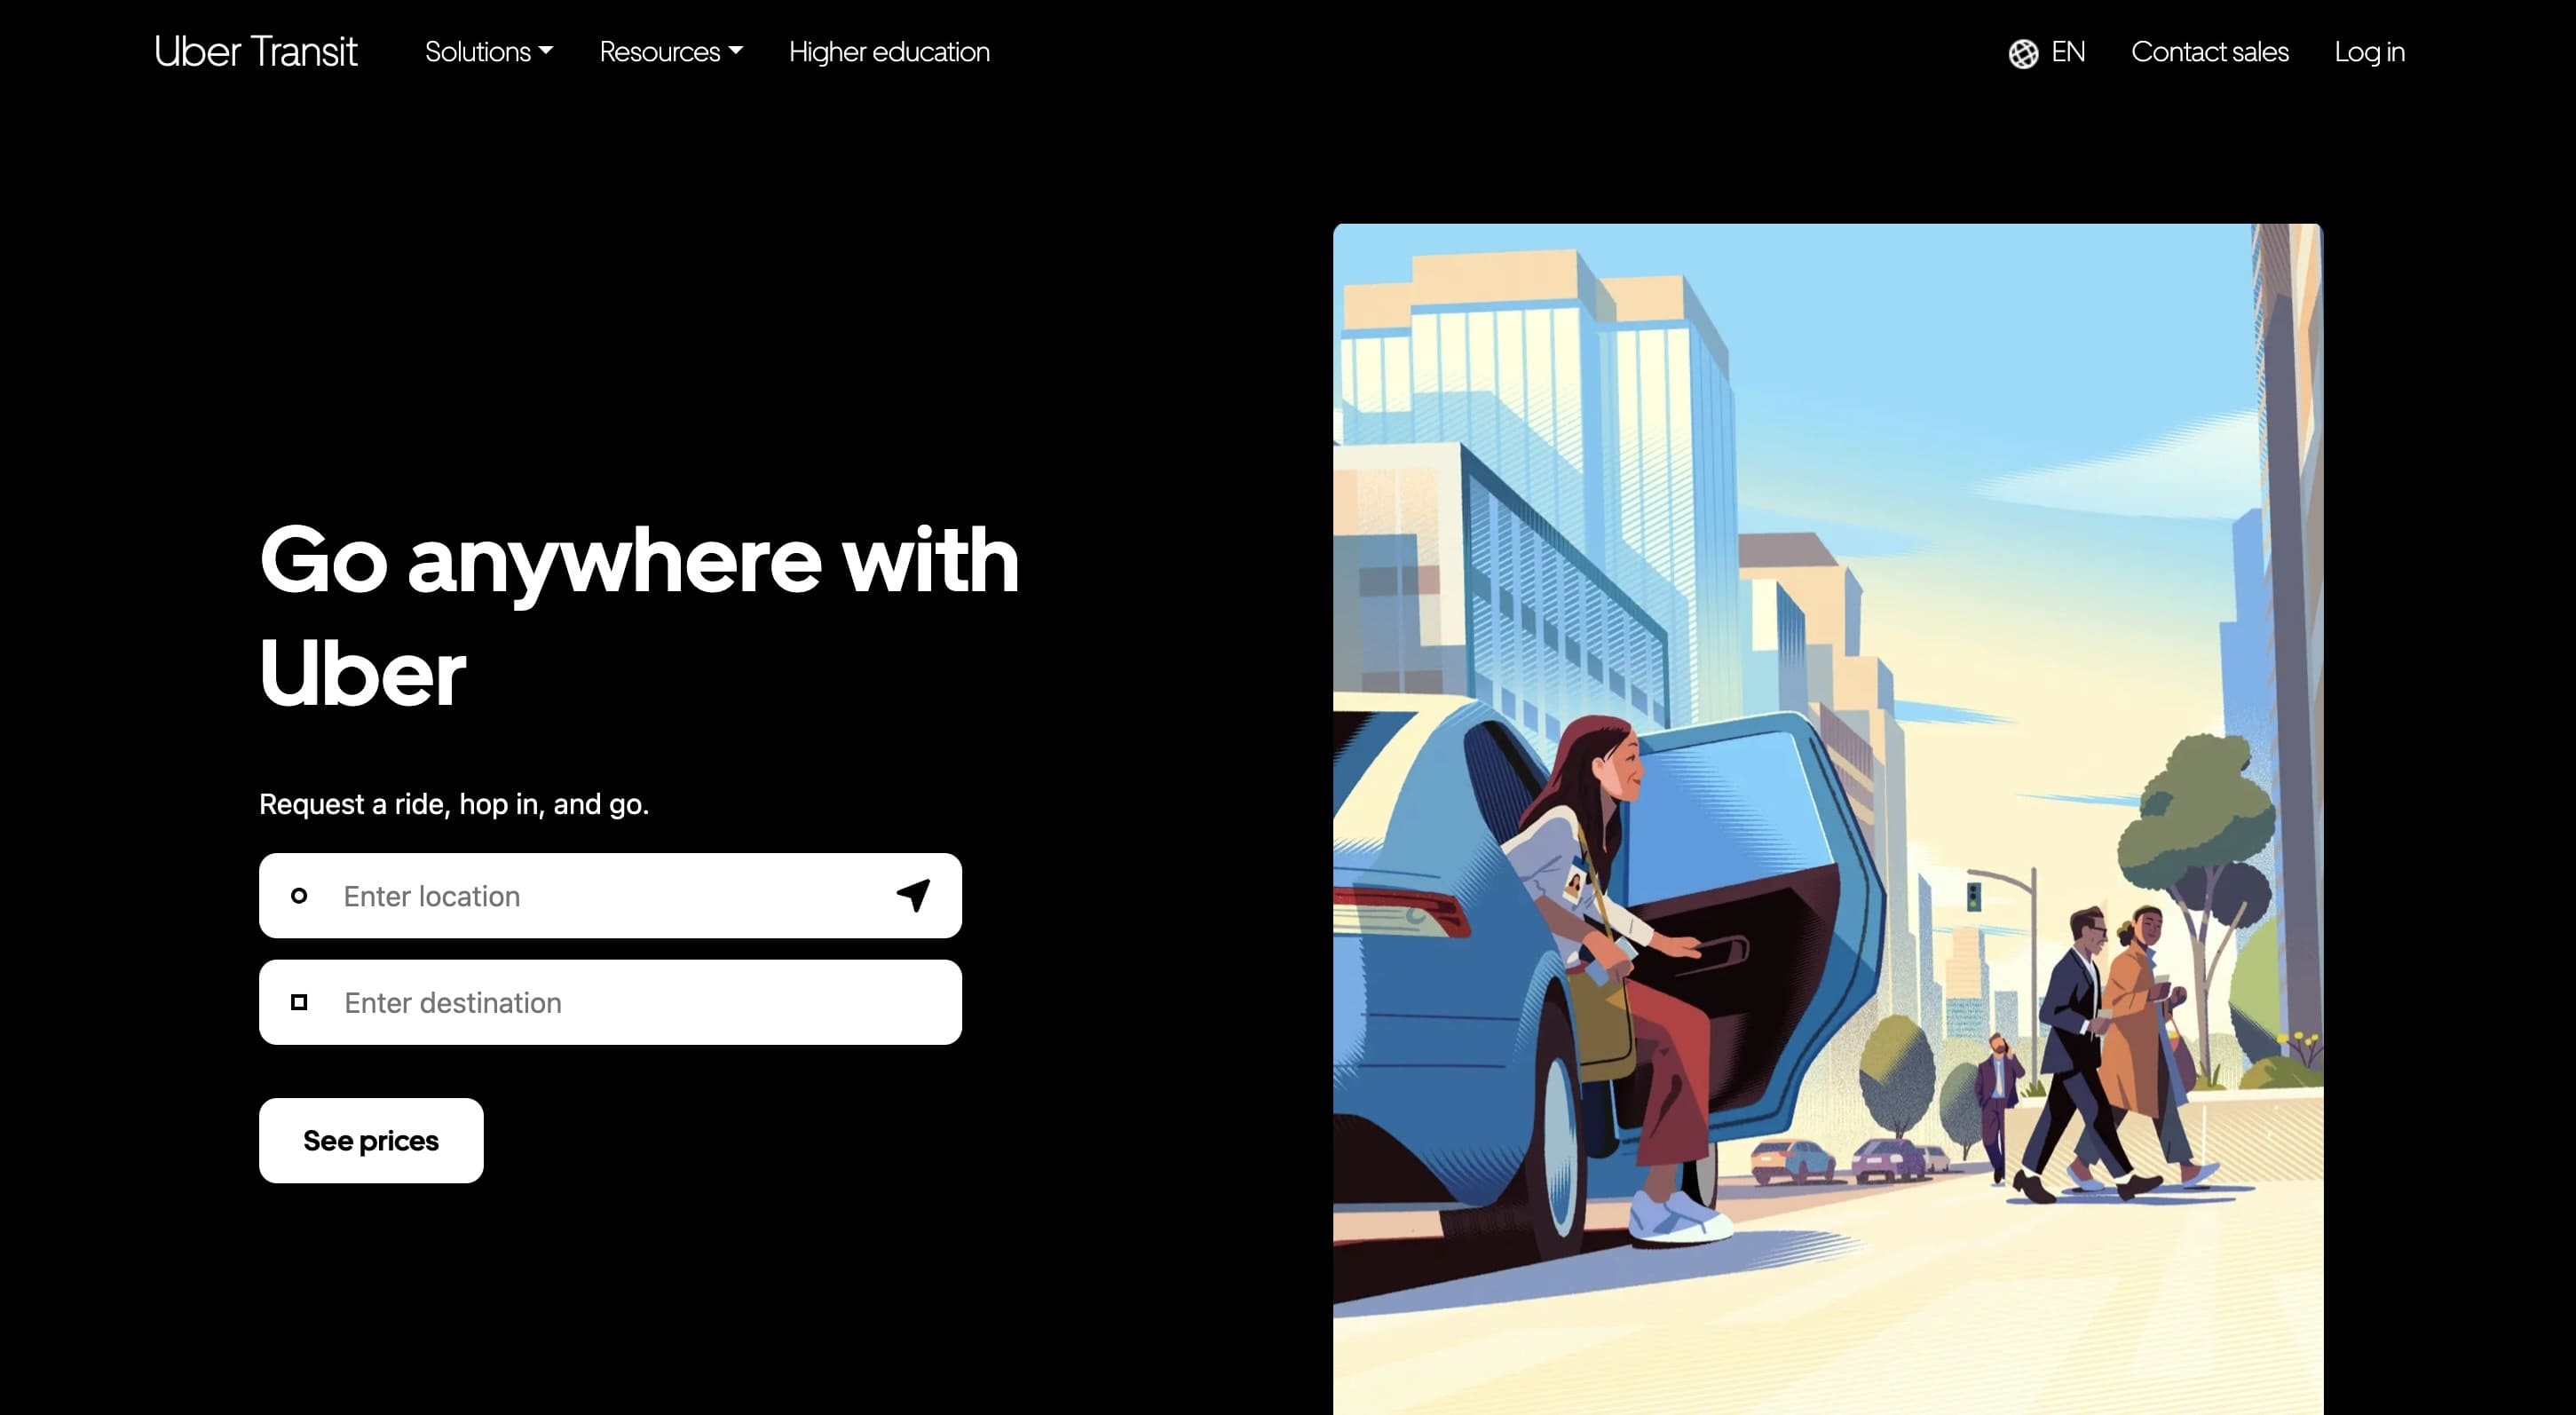 Uber Transit
Solutions
Resources
Higher education
EN
Contact sales
Log in
Go anywhere with
Uber
Request a ride, hop in, and go.
Enter location
Enter destination
See prices